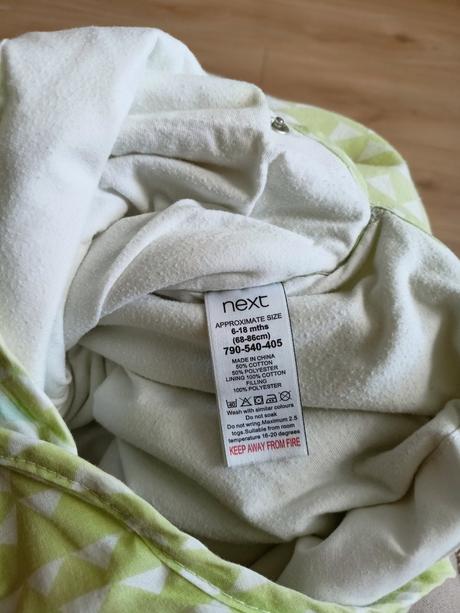 next
APPROXIMATE SIZE
6-18 mths
(68-86cm)
790-540-405
MADE IN CHINA
50% COTTON
50% POLYESTER
LINING 100% COTTON
FILLING
100% POLYESTER
Wash with similar colours
Do not soak
Do not wring.Maximum 2.5
togs.Suitable from room
temperature 18-20 degrees
KEEP AWAY FROM FIRE